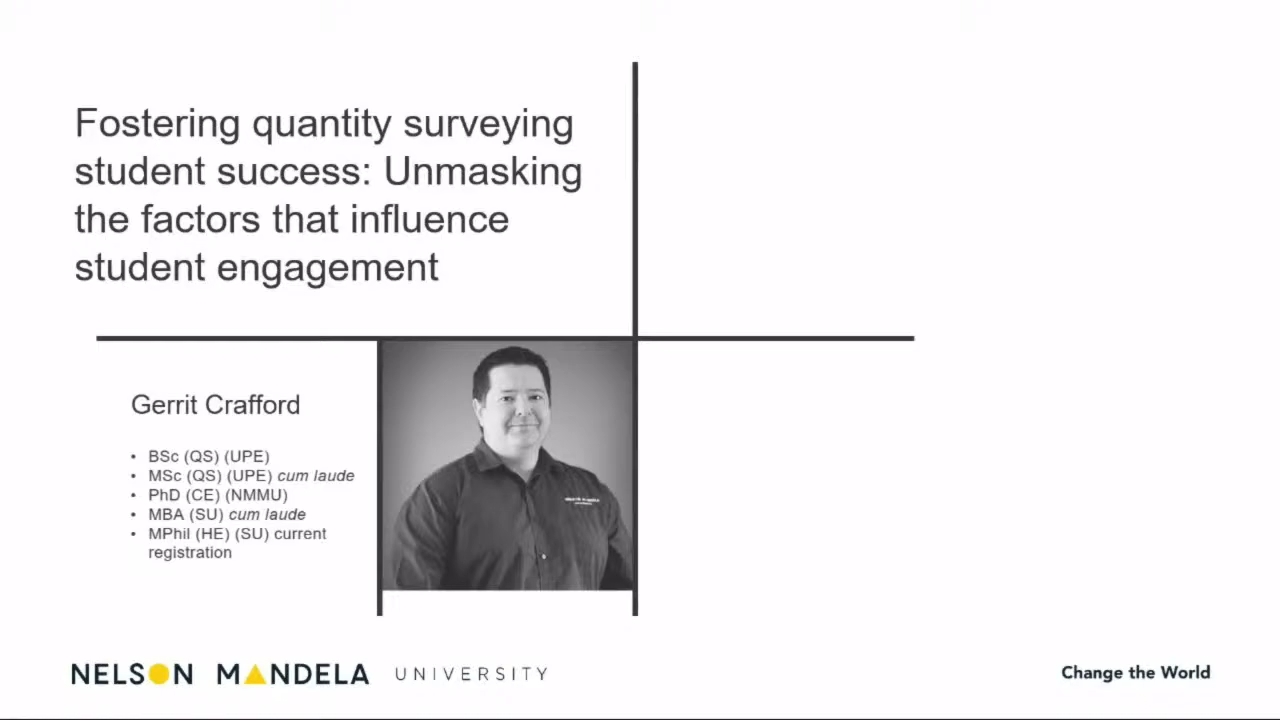 Fostering quantity surveying
student success: Unmasking
the factors that influence
student engagement
Gerrit Crafford
• BSc (QS) (UPE)
• MSc (QS) (UPE) cum laude
• PhD (CE) (NMMU)
• MBA (SU) cum laude
• MPhil (HE) (SU) current
registration
NELSON MANDELA UNIVERSITY
Change the World